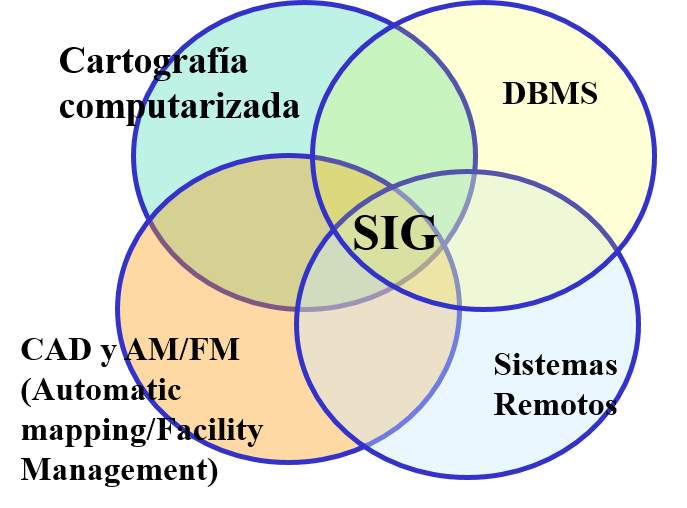 Cartografía
computarizada
DBMS
SIG
CAD y AM/FM
(Automatic
mapping/Facility
Management)
Sistemas
Remotos